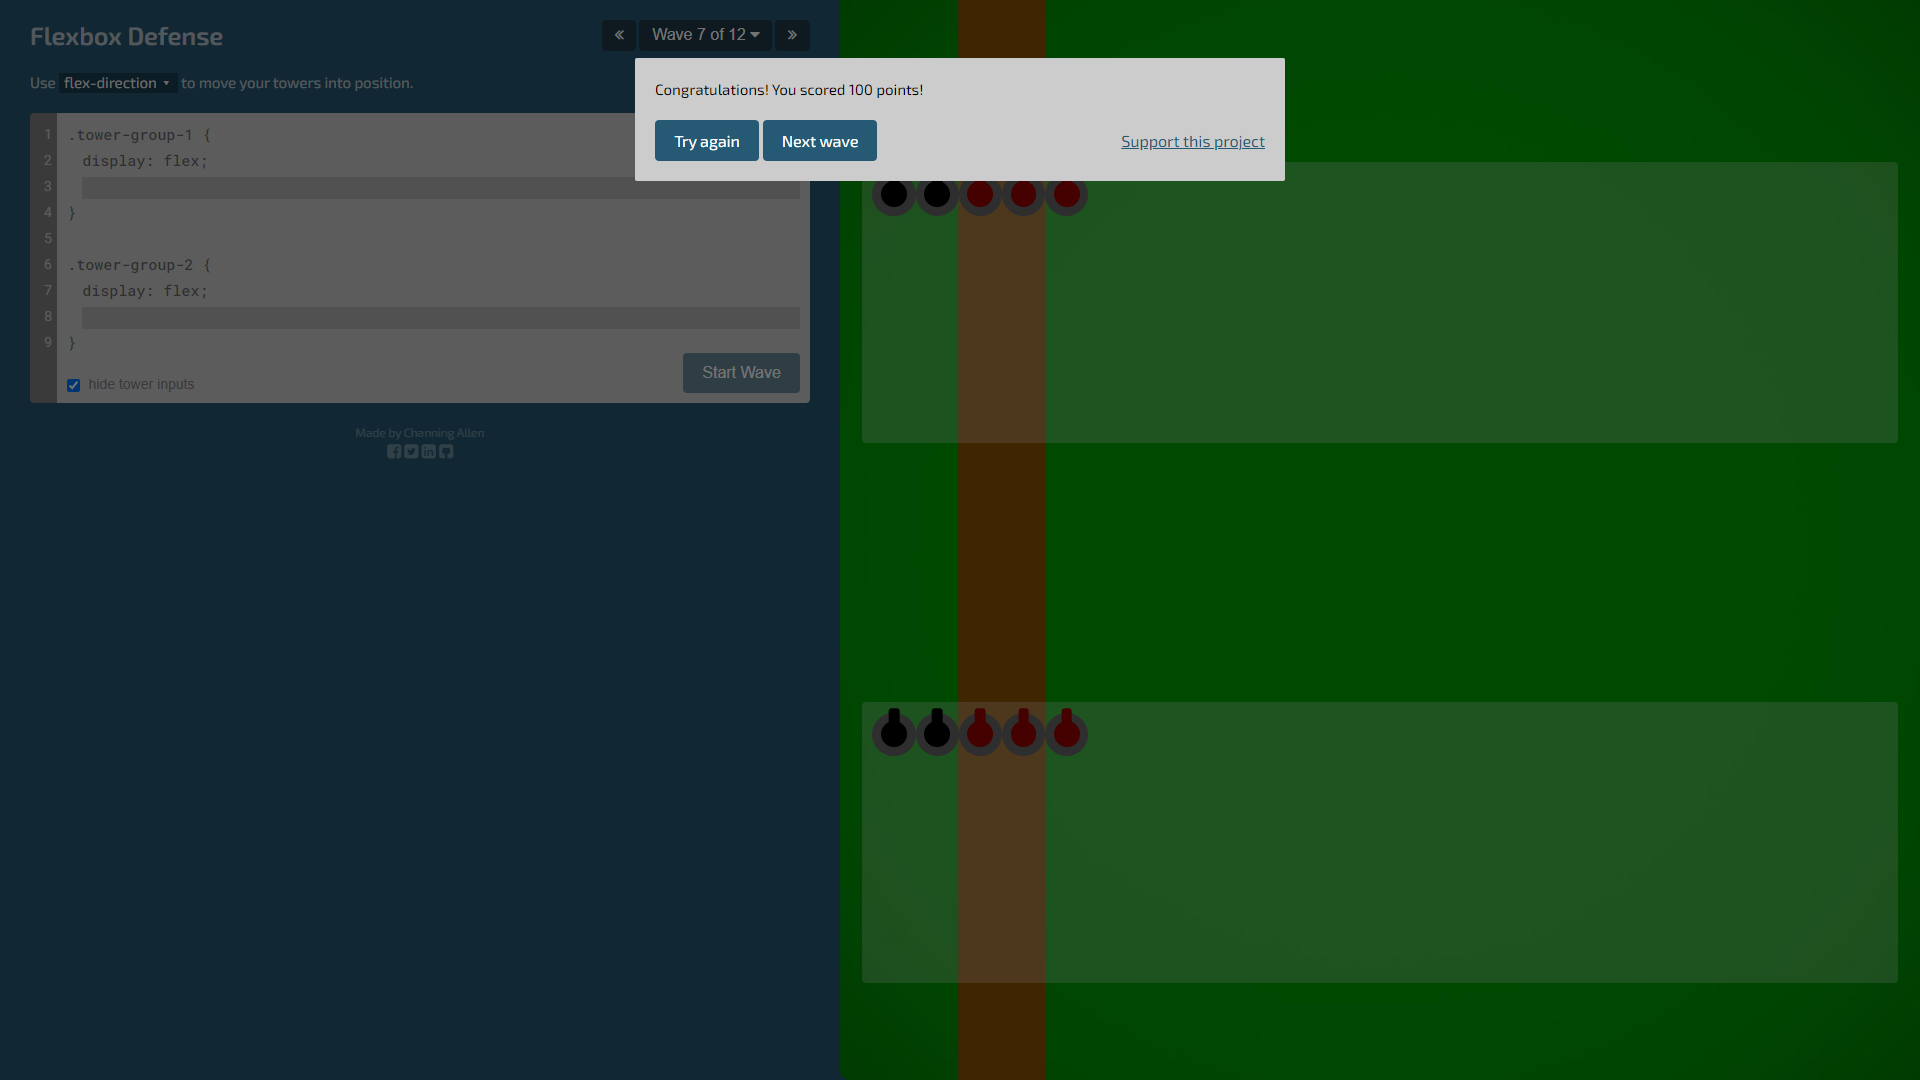 Flexbox Defense
« Wave 7 of 12 »
Use flex-direction to move your towers into position.
Congratulations! You scored 100 points!
Try again Next wave Support this project
1 .tower-group-1 {
2 display: flex;
3
4 }
5
6 .tower-group-2 {
7 display: flex;
8
9 }
hide tower inputs
Start Wave
Made by Channing Allen